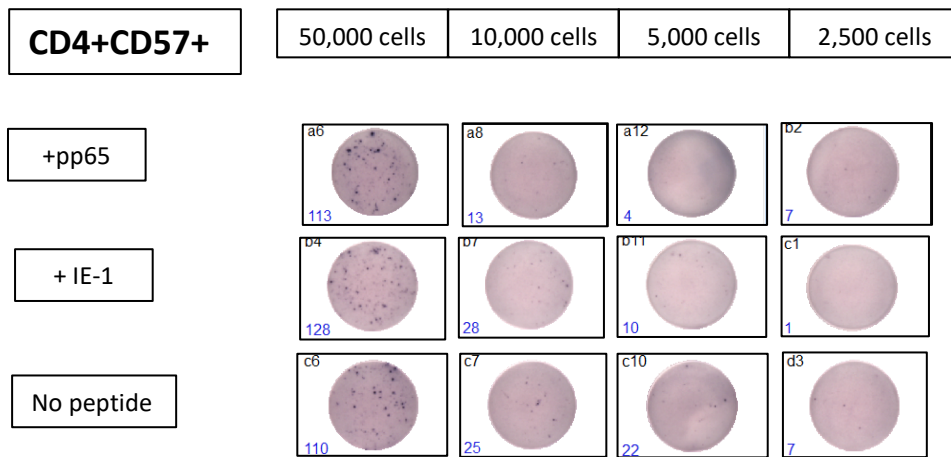 CD4+CD57+
50,000 cells 10,000 cells 5,000 cells 2,500 cells
+pp65
a6 a8 a12 b2
113 13 4 7
+ IE-1
b4 b7 b11 c1
128 28 10 1
No peptide
c6 c7 c10 d3
110 25 22 7